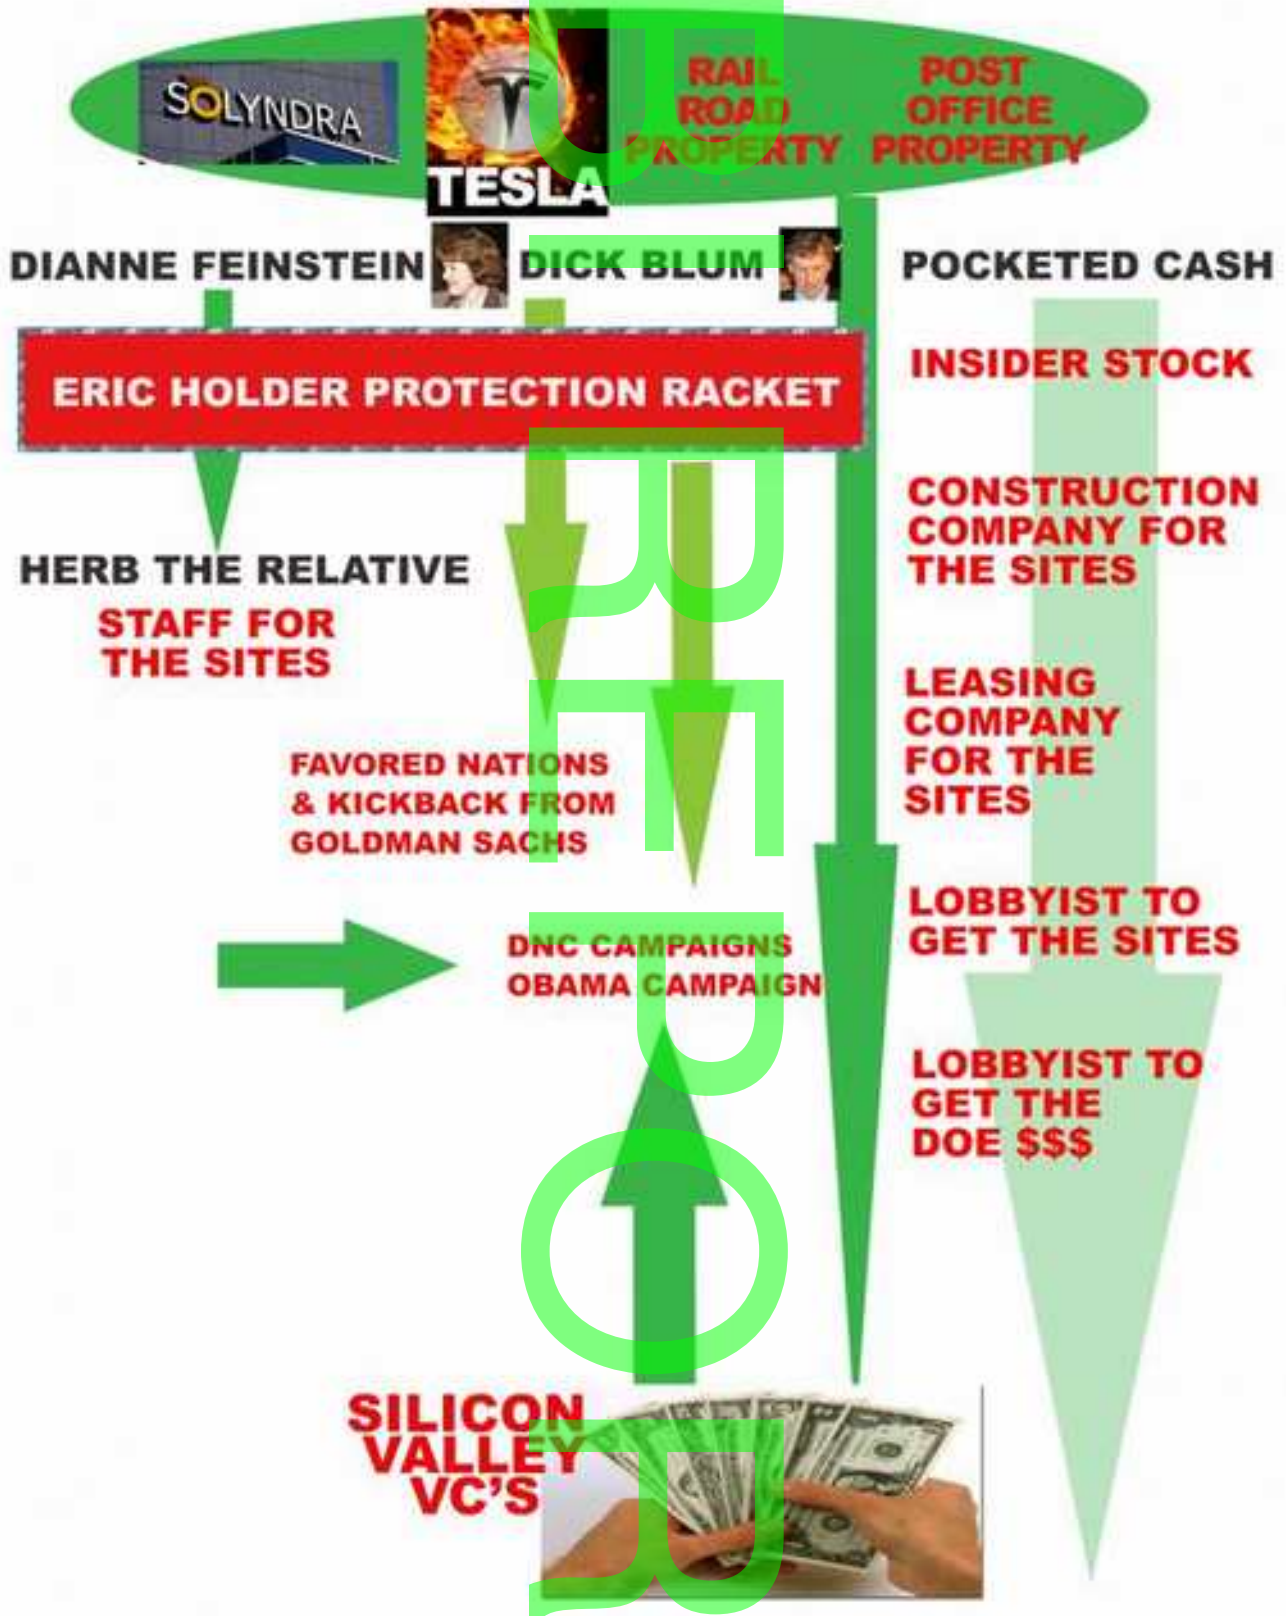 SOLYNDRA
TESLA
RAIL
ROAD
PROPERTY
POST
OFFICE
PROPERTY
DIANNE FEINSTEIN
DICK BLUM
POCKETED CASH
ERIC HOLDER PROTECTION RACKET
INSIDER STOCK
CONSTRUCTION
COMPANY FOR
THE SITES
HERB THE RELATIVE
STAFF FOR
THE SITES
LEASING
COMPANY
FOR THE
SITES
FAVORED NATIONS
& KICKBACK FROM
GOLDMAN SACHS
LOBBYIST TO
GET THE SITES
DNC CAMPAIGNS
OBAMA CAMPAIGN
LOBBYIST TO
GET THE
DOE $$$
SILICON
VALLEY
VC'S